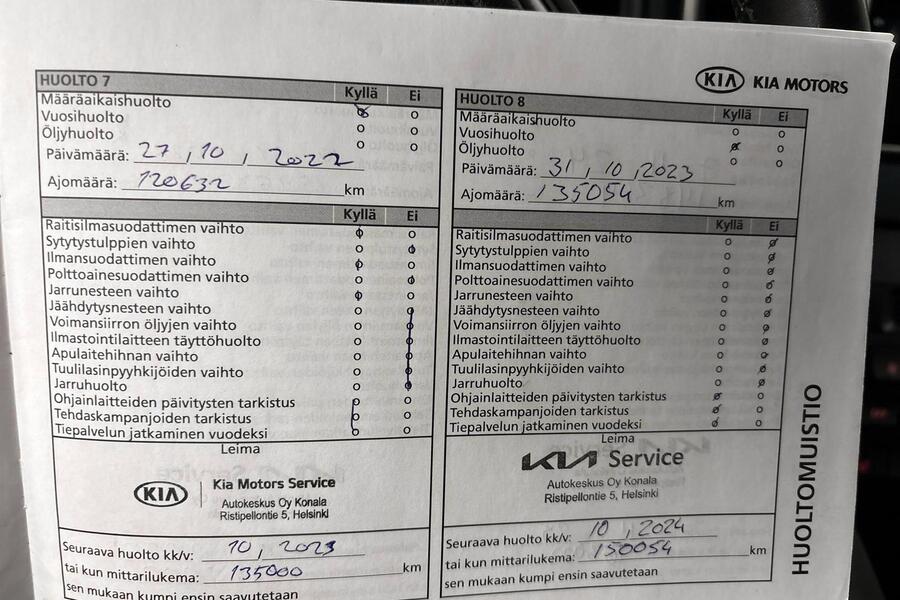 KIA KIA MOTORS
HUOLTO 7
Kyllä Ei
Määräaikaishuolto
Vuosihuolto
Öljyhuolto
Päivämäärä: 27, 10, 2022
Ajomäärä: 120632 km
Kyllä Ei
Raitisilmasuodattimen vaihto
Sytytystulppien vaihto
Ilmansuodattimen vaihto
Polttoainesuodattimen vaihto
Jarrunesteen vaihto
Jäähdytysnesteen vaihto
Voimansiirron öljyjen vaihto
Ilmastointilaitteen täyttöhuolto
Apulaitehihnan vaihto
Tuulilasinpyyhkijöiden vaihto
Jarruhuolto
Ohjainlaitteiden päivitysten tarkistus
Tehdaskampanjoiden tarkistus
Tiepalvelun jatkaminen vuodeksi
Leima
KIA Kia Motors Service
Autokeskus Oy Konala
Ristipellontie 5, Helsinki
Seuraava huolto kk/v: 10, 2023
tai kun mittarilukema: 135000 km
sen mukaan kumpi ensin saavutetaan
HUOLTO 8
Kyllä Ei
Määräaikaishuolto
Vuosihuolto
Öljyhuolto
Päivämäärä: 31, 10, 2023
Ajomäärä: 135054 km
Kyllä Ei
Raitisilmasuodattimen vaihto
Sytytystulppien vaihto
Ilmansuodattimen vaihto
Polttoainesuodattimen vaihto
Jarrunesteen vaihto
Jäähdytysnesteen vaihto
Voimansiirron öljyjen vaihto
Ilmastointilaitteen täyttöhuolto
Apulaitehihnan vaihto
Tuulilasinpyyhkijöiden vaihto
Jarruhuolto
Ohjainlaitteiden päivitysten tarkistus
Tehdaskampanjoiden tarkistus
Tiepalvelun jatkaminen vuodeksi
Leima
KIA Service
Autokeskus Oy Konala
Ristipellontie 5, Helsinki
Seuraava huolto kk/v: 10, 2024
tai kun mittarilukema: 150054 km
sen mukaan kumpi ensin saavutetaan
HUOLTOMUISTIO